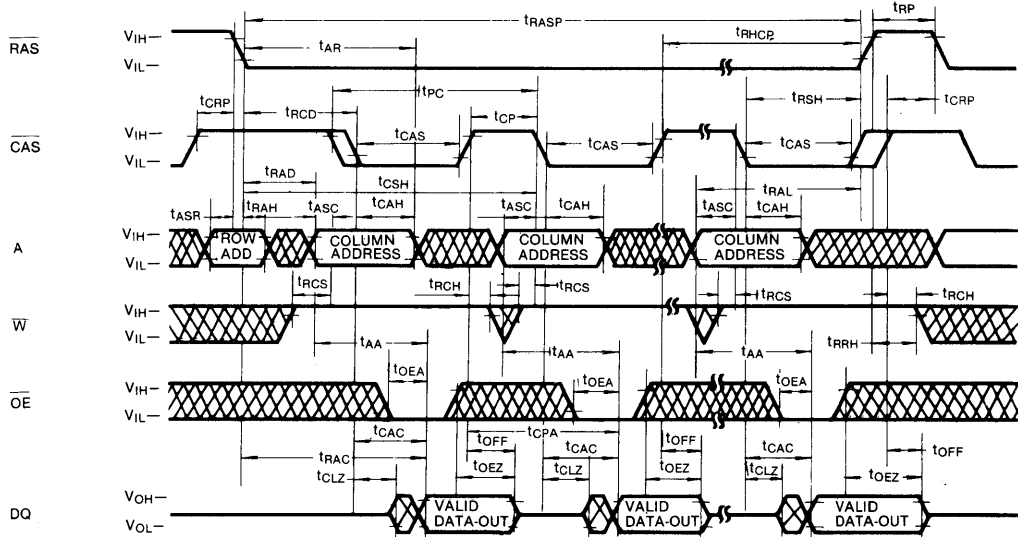 tRASP
tRP
RAS
VIH
VIL
tAR
tRHCP
tCRP
tRCD
tPC
tCP
tRSH
tCRP
CAS
VIH
VIL
tCAS
tCAS
tCAS
tRAD
tCSH
tRAL
tASR
tRAH
tASC
tCAH
tASC
tCAH
tASC
tCAH
A
VIH
VIL
ROW ADD
COLUMN ADDRESS
COLUMN ADDRESS
COLUMN ADDRESS
tRCS
tRCH
tRCS
tRCS
tRCH
W
VIH
VIL
tAA
tAA
tAA
tRRH
tOEA
tOEA
tOEA
OE
VIH
VIL
tCAC
tCPA
tOFF
tCAC
tOFF
tCAC
tOFF
tRAC
tCLZ
tOEZ
tCLZ
tOEZ
tCLZ
tOEZ
DQ
VOH
VOL
VALID DATA-OUT
VALID DATA-OUT
VALID DATA-OUT